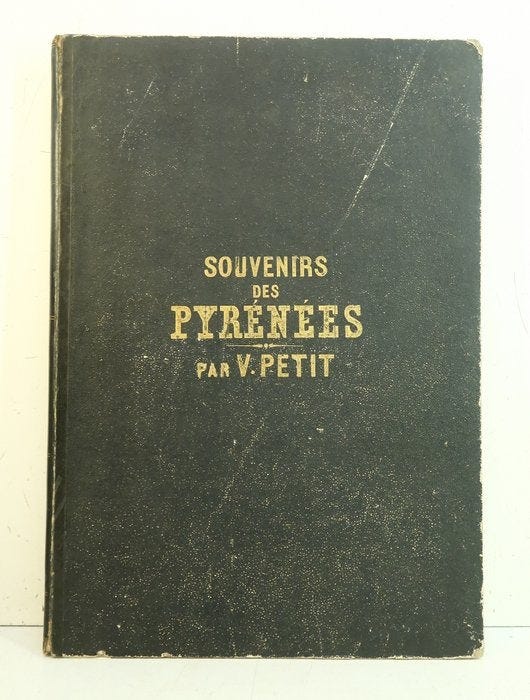 SOUVENIRS
DES
PYRÉNÉES
PAR V. PETIT